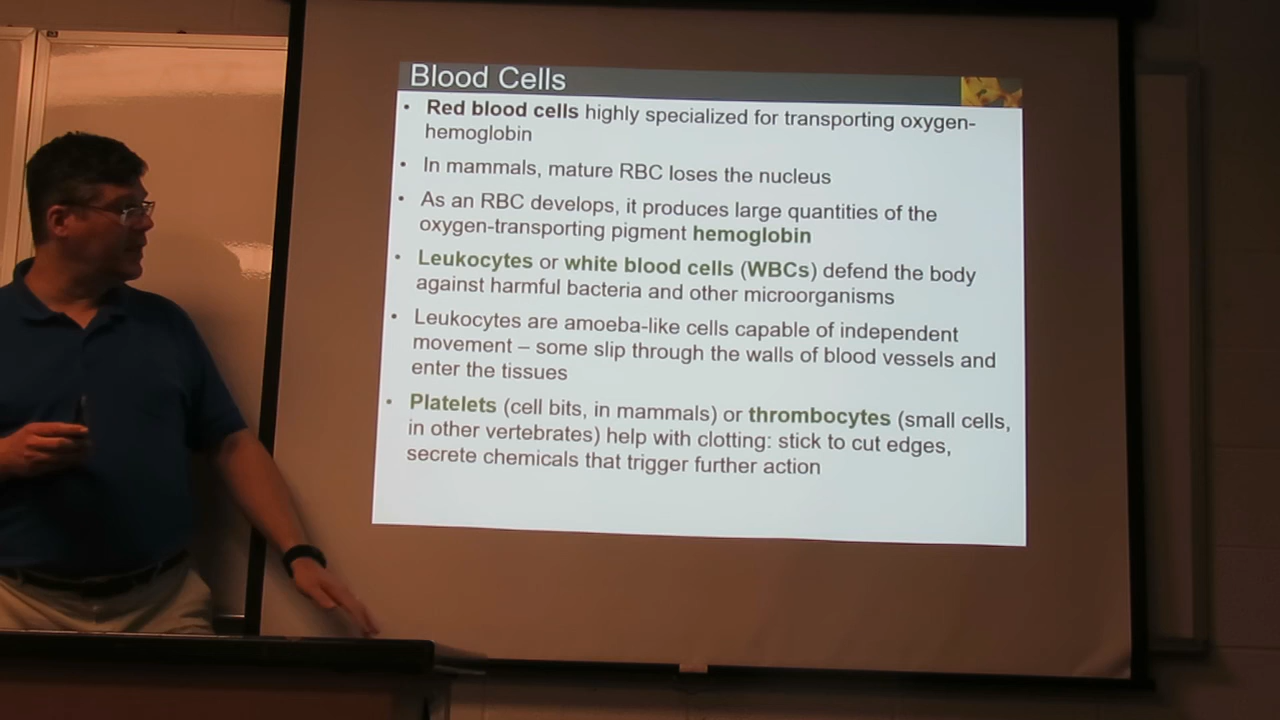 Blood Cells
• Red blood cells highly specialized for transporting oxygen-
hemoglobin
• In mammals, mature RBC loses the nucleus
• As an RBC develops, it produces large quantities of the
oxygen-transporting pigment hemoglobin
• Leukocytes or white blood cells (WBCs) defend the body
against harmful bacteria and other microorganisms
• Leukocytes are amoeba-like cells capable of independent
movement – some slip through the walls of blood vessels and
enter the tissues
• Platelets (cell bits, in mammals) or thrombocytes (small cells,
in other vertebrates) help with clotting: stick to cut edges,
secrete chemicals that trigger further action